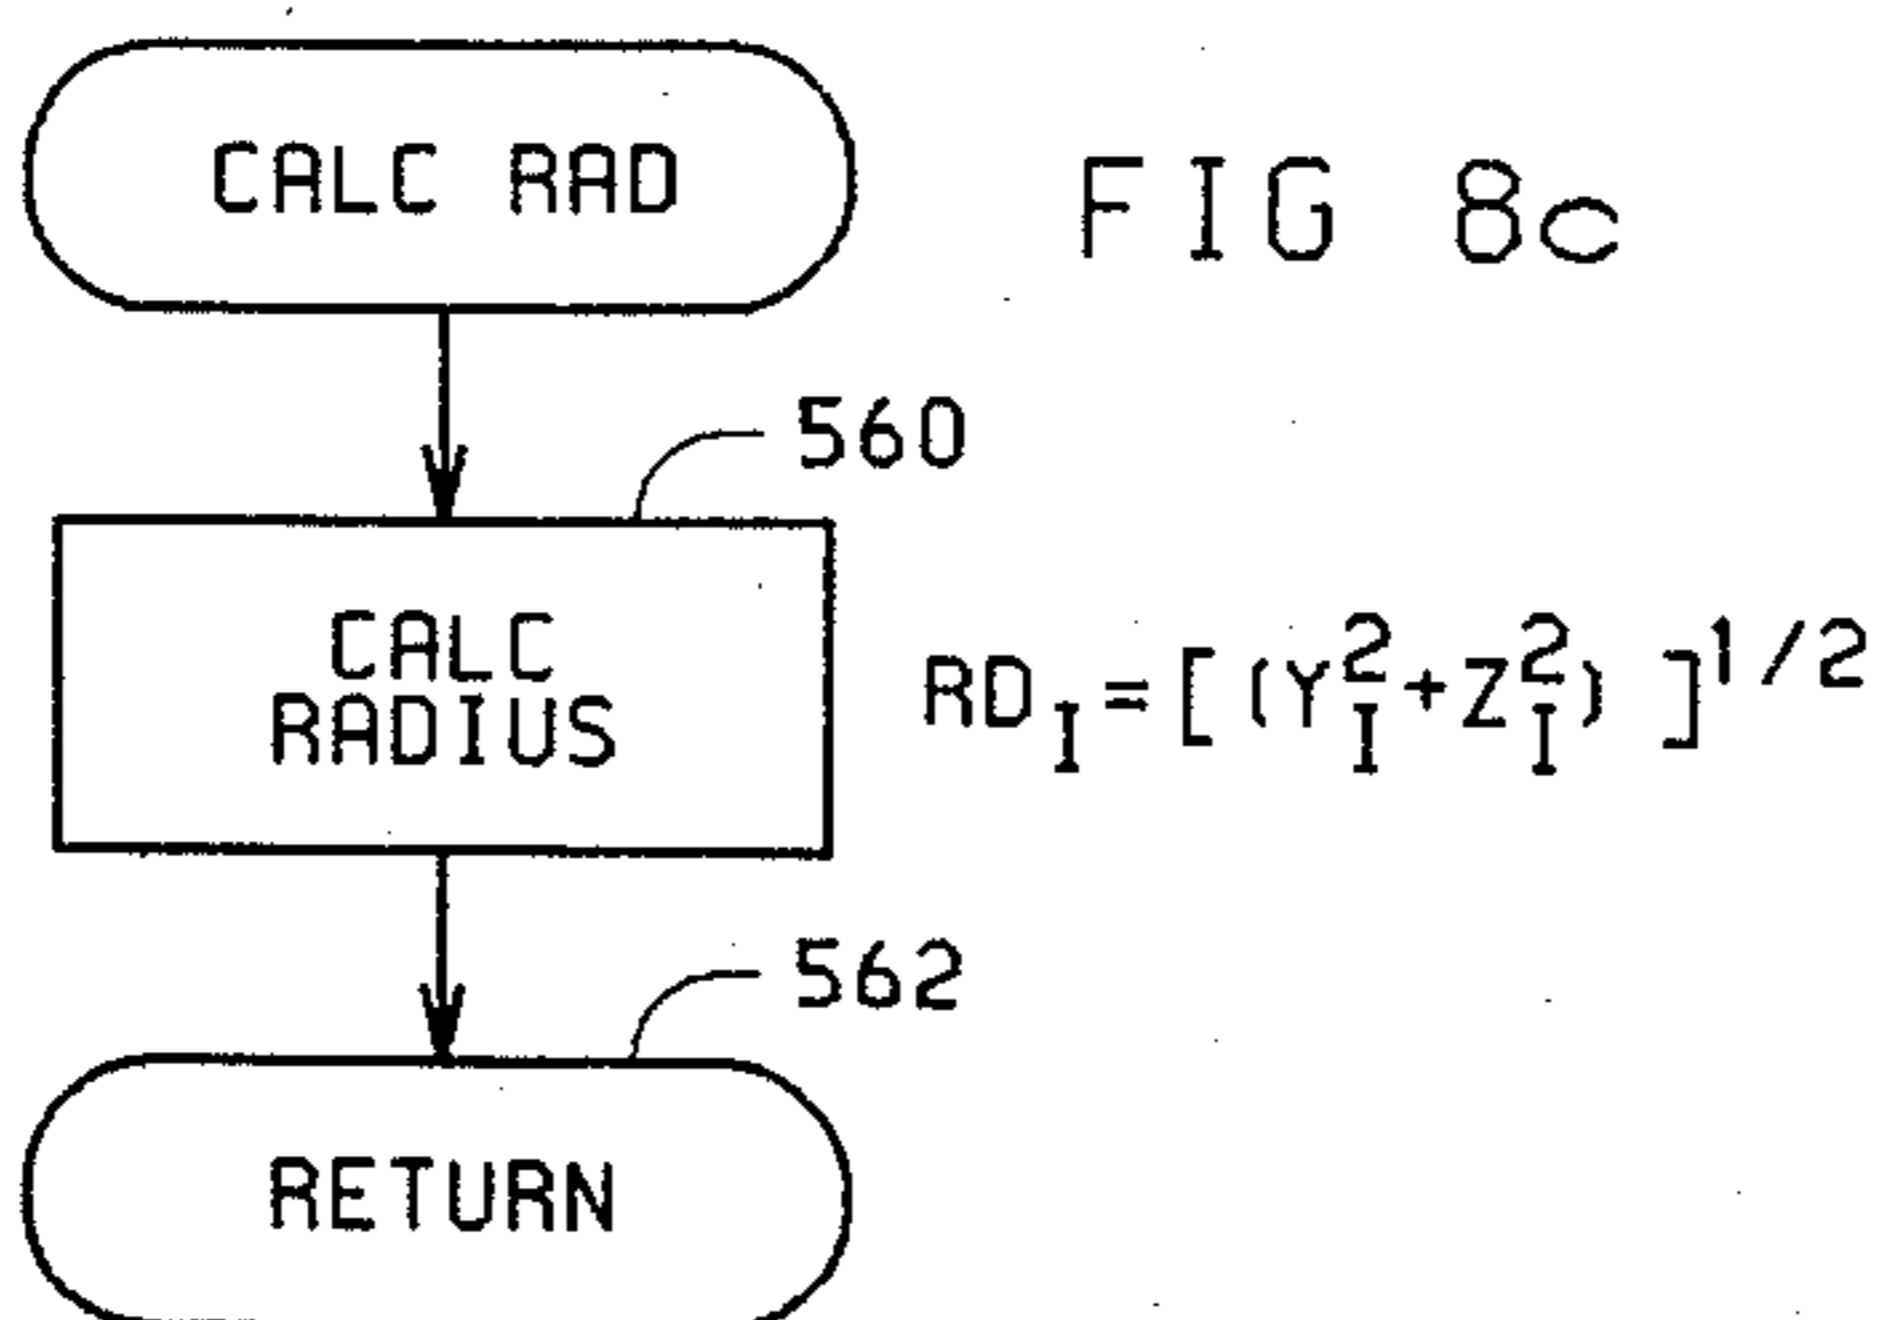 CALC RAD
FIG 8c
560
CALC
RADIUS
RD_I=[(Y_I^2+Z_I^2)]^1/2
562
RETURN